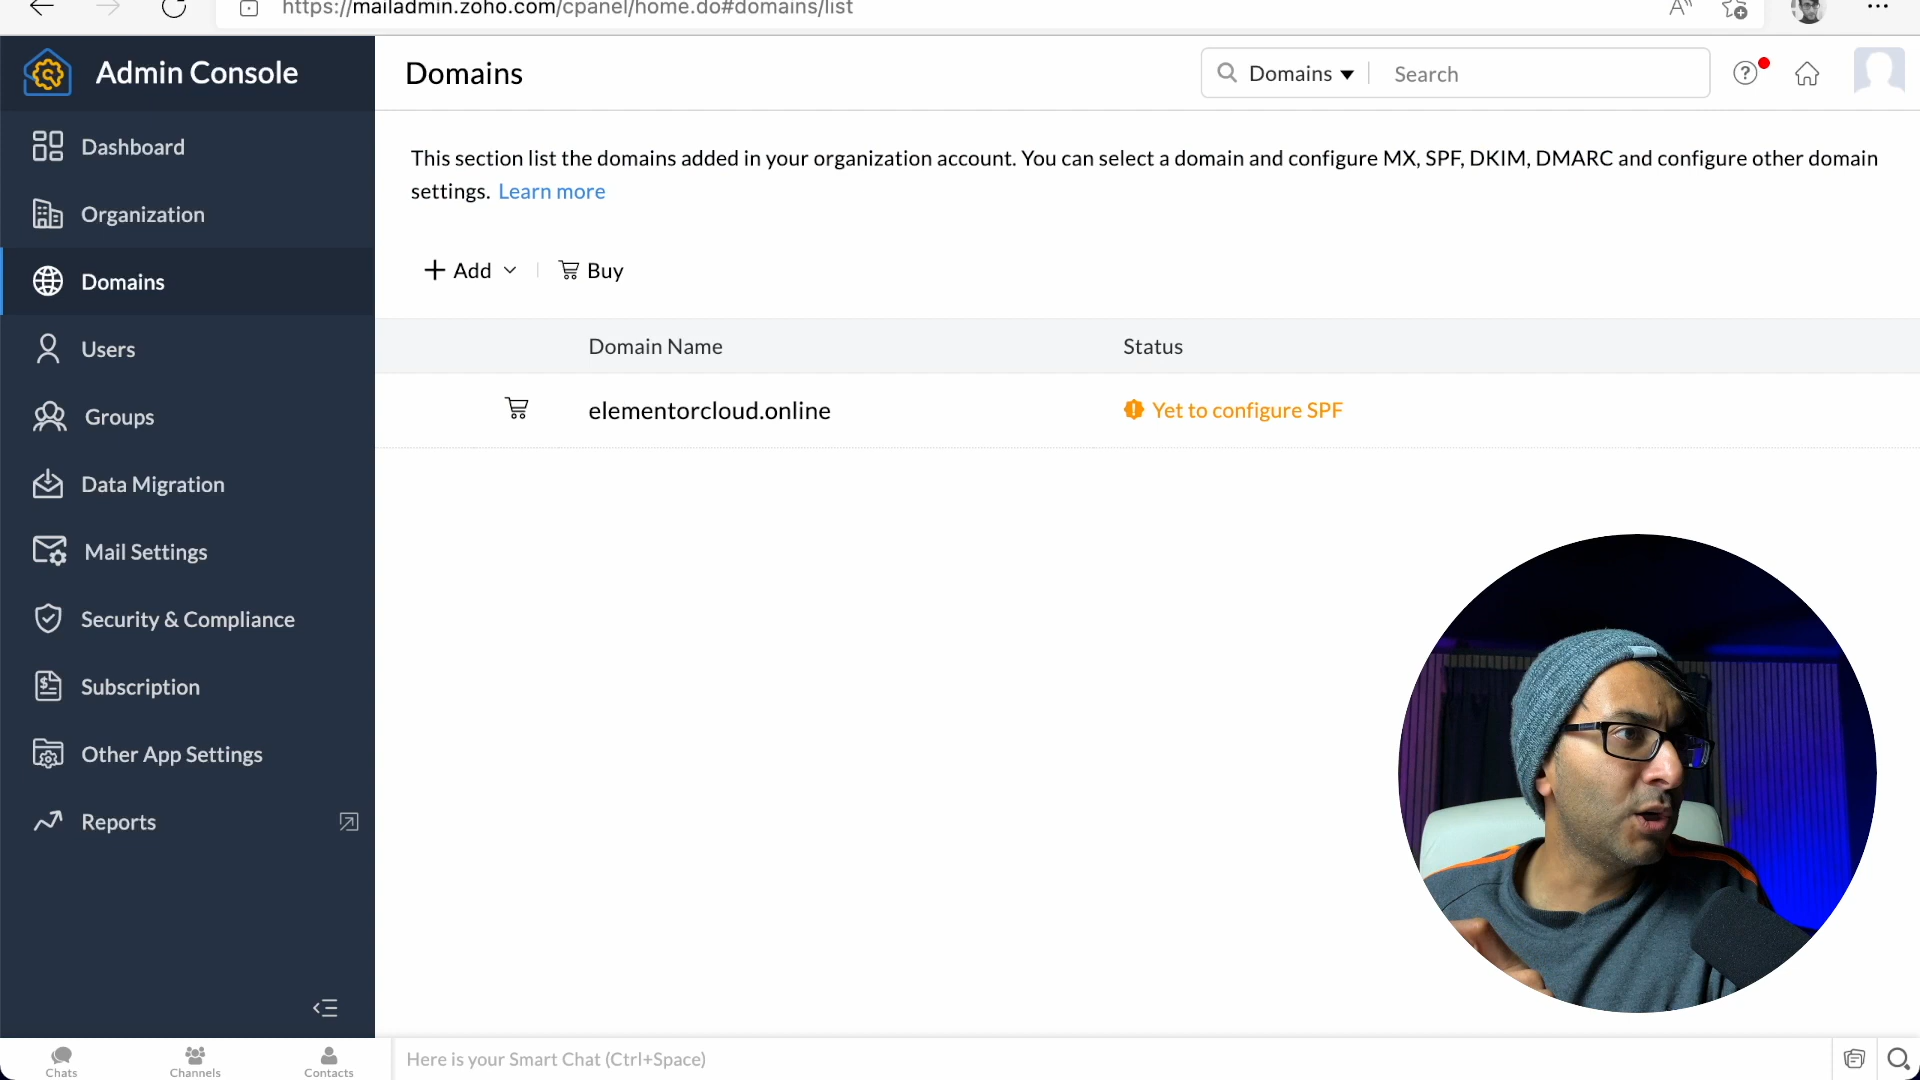 https://mailadmin.zoho.com/cpanel/home.do#domains/list
Admin Console
Domains
Domains
Search
Dashboard
Organization
Domains
Users
Groups
Data Migration
Mail Settings
Security & Compliance
Subscription
Other App Settings
Reports
This section list the domains added in your organization account. You can select a domain and configure MX, SPF, DKIM, DMARC and configure other domain
settings. Learn more
Add
Buy
Domain Name
Status
elementorcloud.online
Yet to configure SPF
Chats
Channels
Contacts
Here is your Smart Chat (Ctrl+Space)